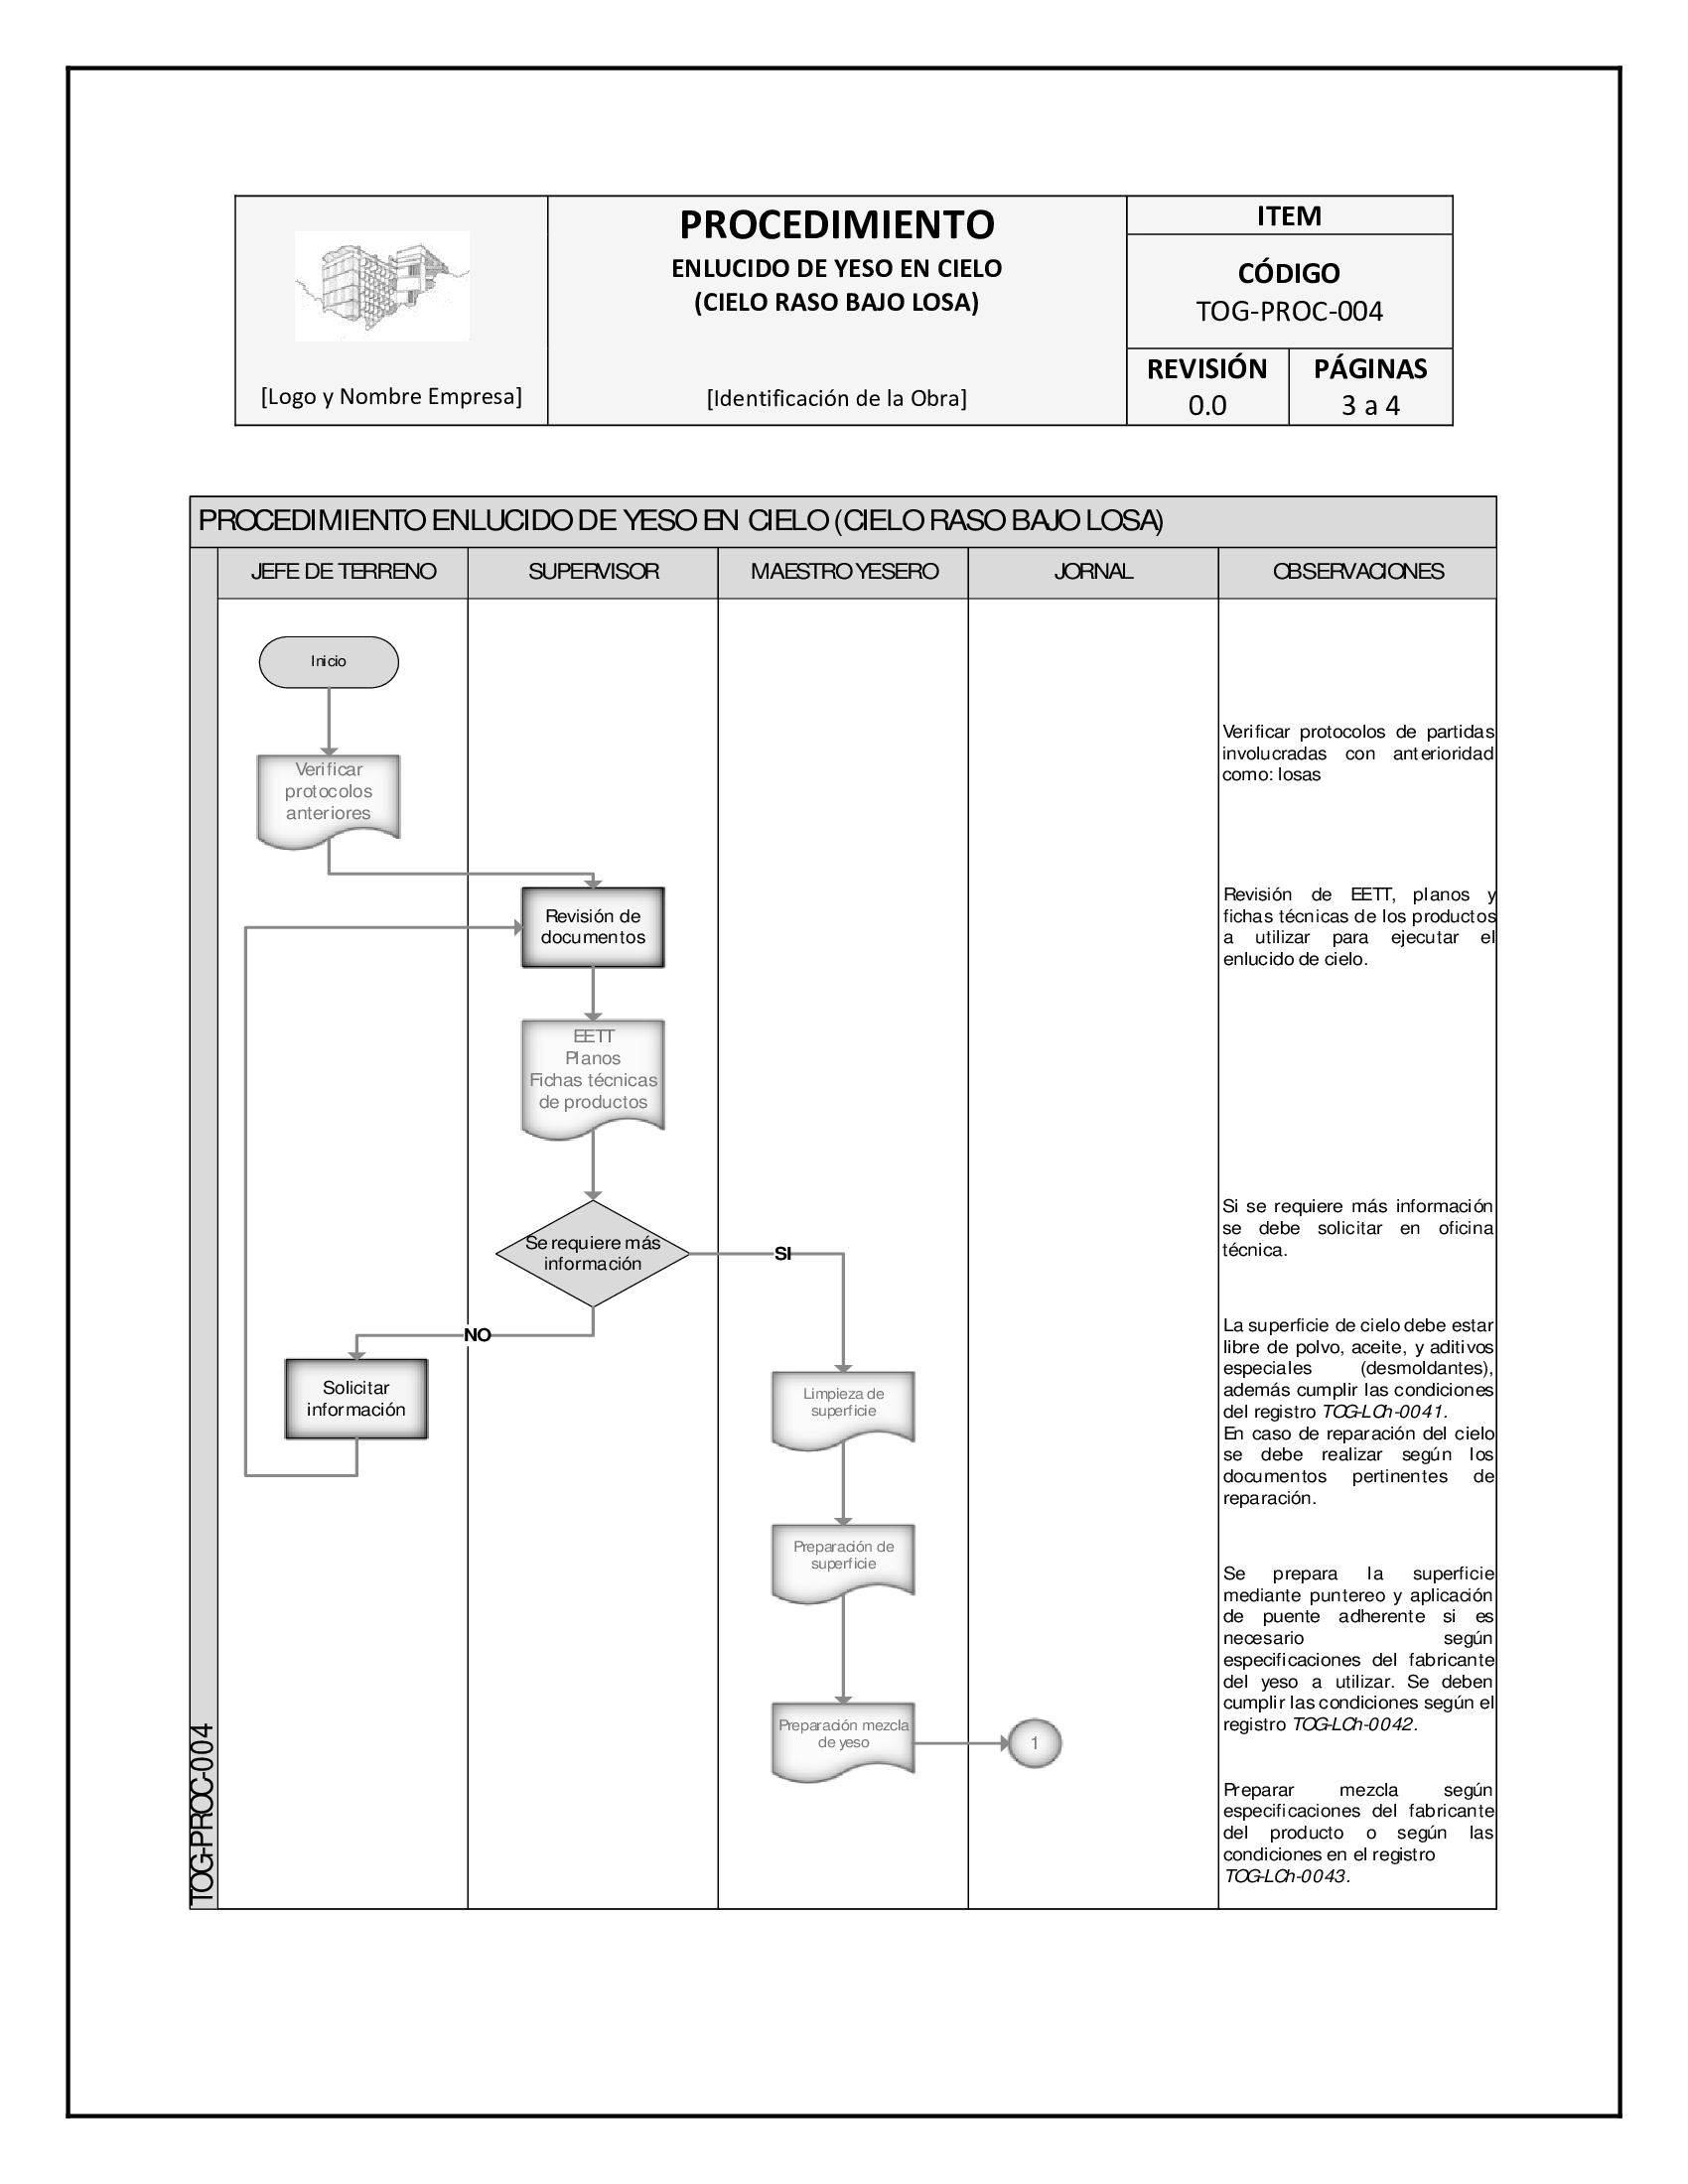 PROCEDIMIENTO
ENLUCIDO DE YESO EN CIELO
(CIELO RASO BAJO LOSA)
[Logo y Nombre Empresa]
[Identificación de la Obra]
ITEM
CÓDIGO
TOG-PROC-004
REVISIÓN
0.0
PÁGINAS
3 a 4
PROCEDIMIENTO ENLUCIDO DE YESO EN CIELO (CIELO RASO BAJO LOSA)
JEFE DE TERRENO
SUPERVISOR
MAESTRO YESERO
JORNAL
OBSERVACIONES
Inicio
Verificar
protocolos
anteriores
Verificar protocolos de partidas
involucradas con anterioridad
como: losas
Revisión de
documentos
Revisión de EETT, planos y
fichas técnicas de los productos
a utilizar para ejecutar el
enlucido de cielo.
EETT
Planos
Fichas técnicas
de productos
Se requiere más
información
SI
NO
Si se requiere más información
se debe solicitar en oficina
técnica.
Solicitar
información
Limpieza de
superficie
La superficie de cielo debe estar
libre de polvo, aceite, y aditivos
especiales (desmoldantes),
además cumplir las condiciones
del registro TOG-LCh-0041.
En caso de reparación del cielo
se debe realizar según los
documentos pertinentes de
reparación.
Preparación de
superficie
Se prepara la superficie
mediante puntereo y aplicación
de puente adherente si es
necesario según
especificaciones del fabricante
del yeso a utilizar. Se deben
cumplir las condiciones según el
registro TOG-LCh-0042.
Preparación mezcla
de yeso
1
Preparar mezcla según
especificaciones del fabricante
del producto o según las
condiciones en el registro
TOG-LCh-0043.
TOG-PROC-004